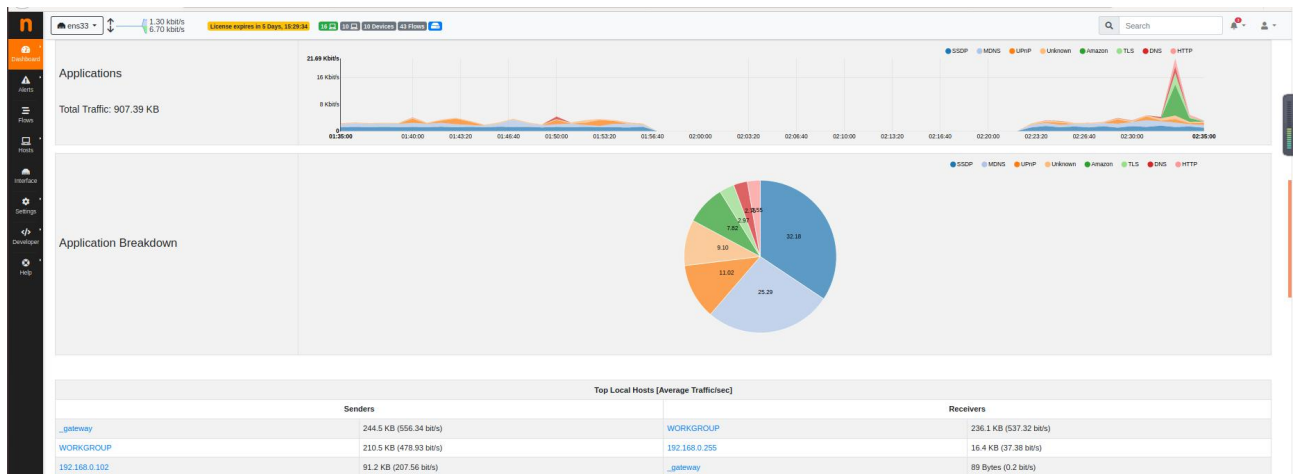 n
ens33
1.30 kbit/s
6.70 kbit/s
License expires in 5 Days, 15:29:34
16
10
10 Devices
43 Flows
Search
Dashboard
Alerts
Flows
Hosts
Interface
Settings
Developer
Help
Applications
Total Traffic: 907.39 KB
SSDP MDNS UPnP Unknown Amazon TLS DNS HTTP
21.69 Kbit/s
16 Kbit/s
8 Kbit/s
0
01:35:00 01:40:00 01:43:20 01:46:40 01:50:00 01:53:20 01:56:40 02:00:00 02:03:20 02:06:40 02:10:00 02:13:20 02:16:40 02:20:00 02:23:20 02:26:40 02:30:00 02:35:00
Application Breakdown
SSDP MDNS UPnP Unknown Amazon TLS DNS HTTP
2.97
7.82
32.18
9.10
11.02
25.29
Top Local Hosts [Average Traffic/sec]
Senders Receivers
_gateway 244.5 KB (556.34 bit/s) WORKGROUP 236.1 KB (537.32 bit/s)
WORKGROUP 210.5 KB (478.93 bit/s) 192.168.0.255 16.4 KB (37.38 bit/s)
192.168.0.102 91.2 KB (207.56 bit/s) _gateway 89 Bytes (0.2 bit/s)